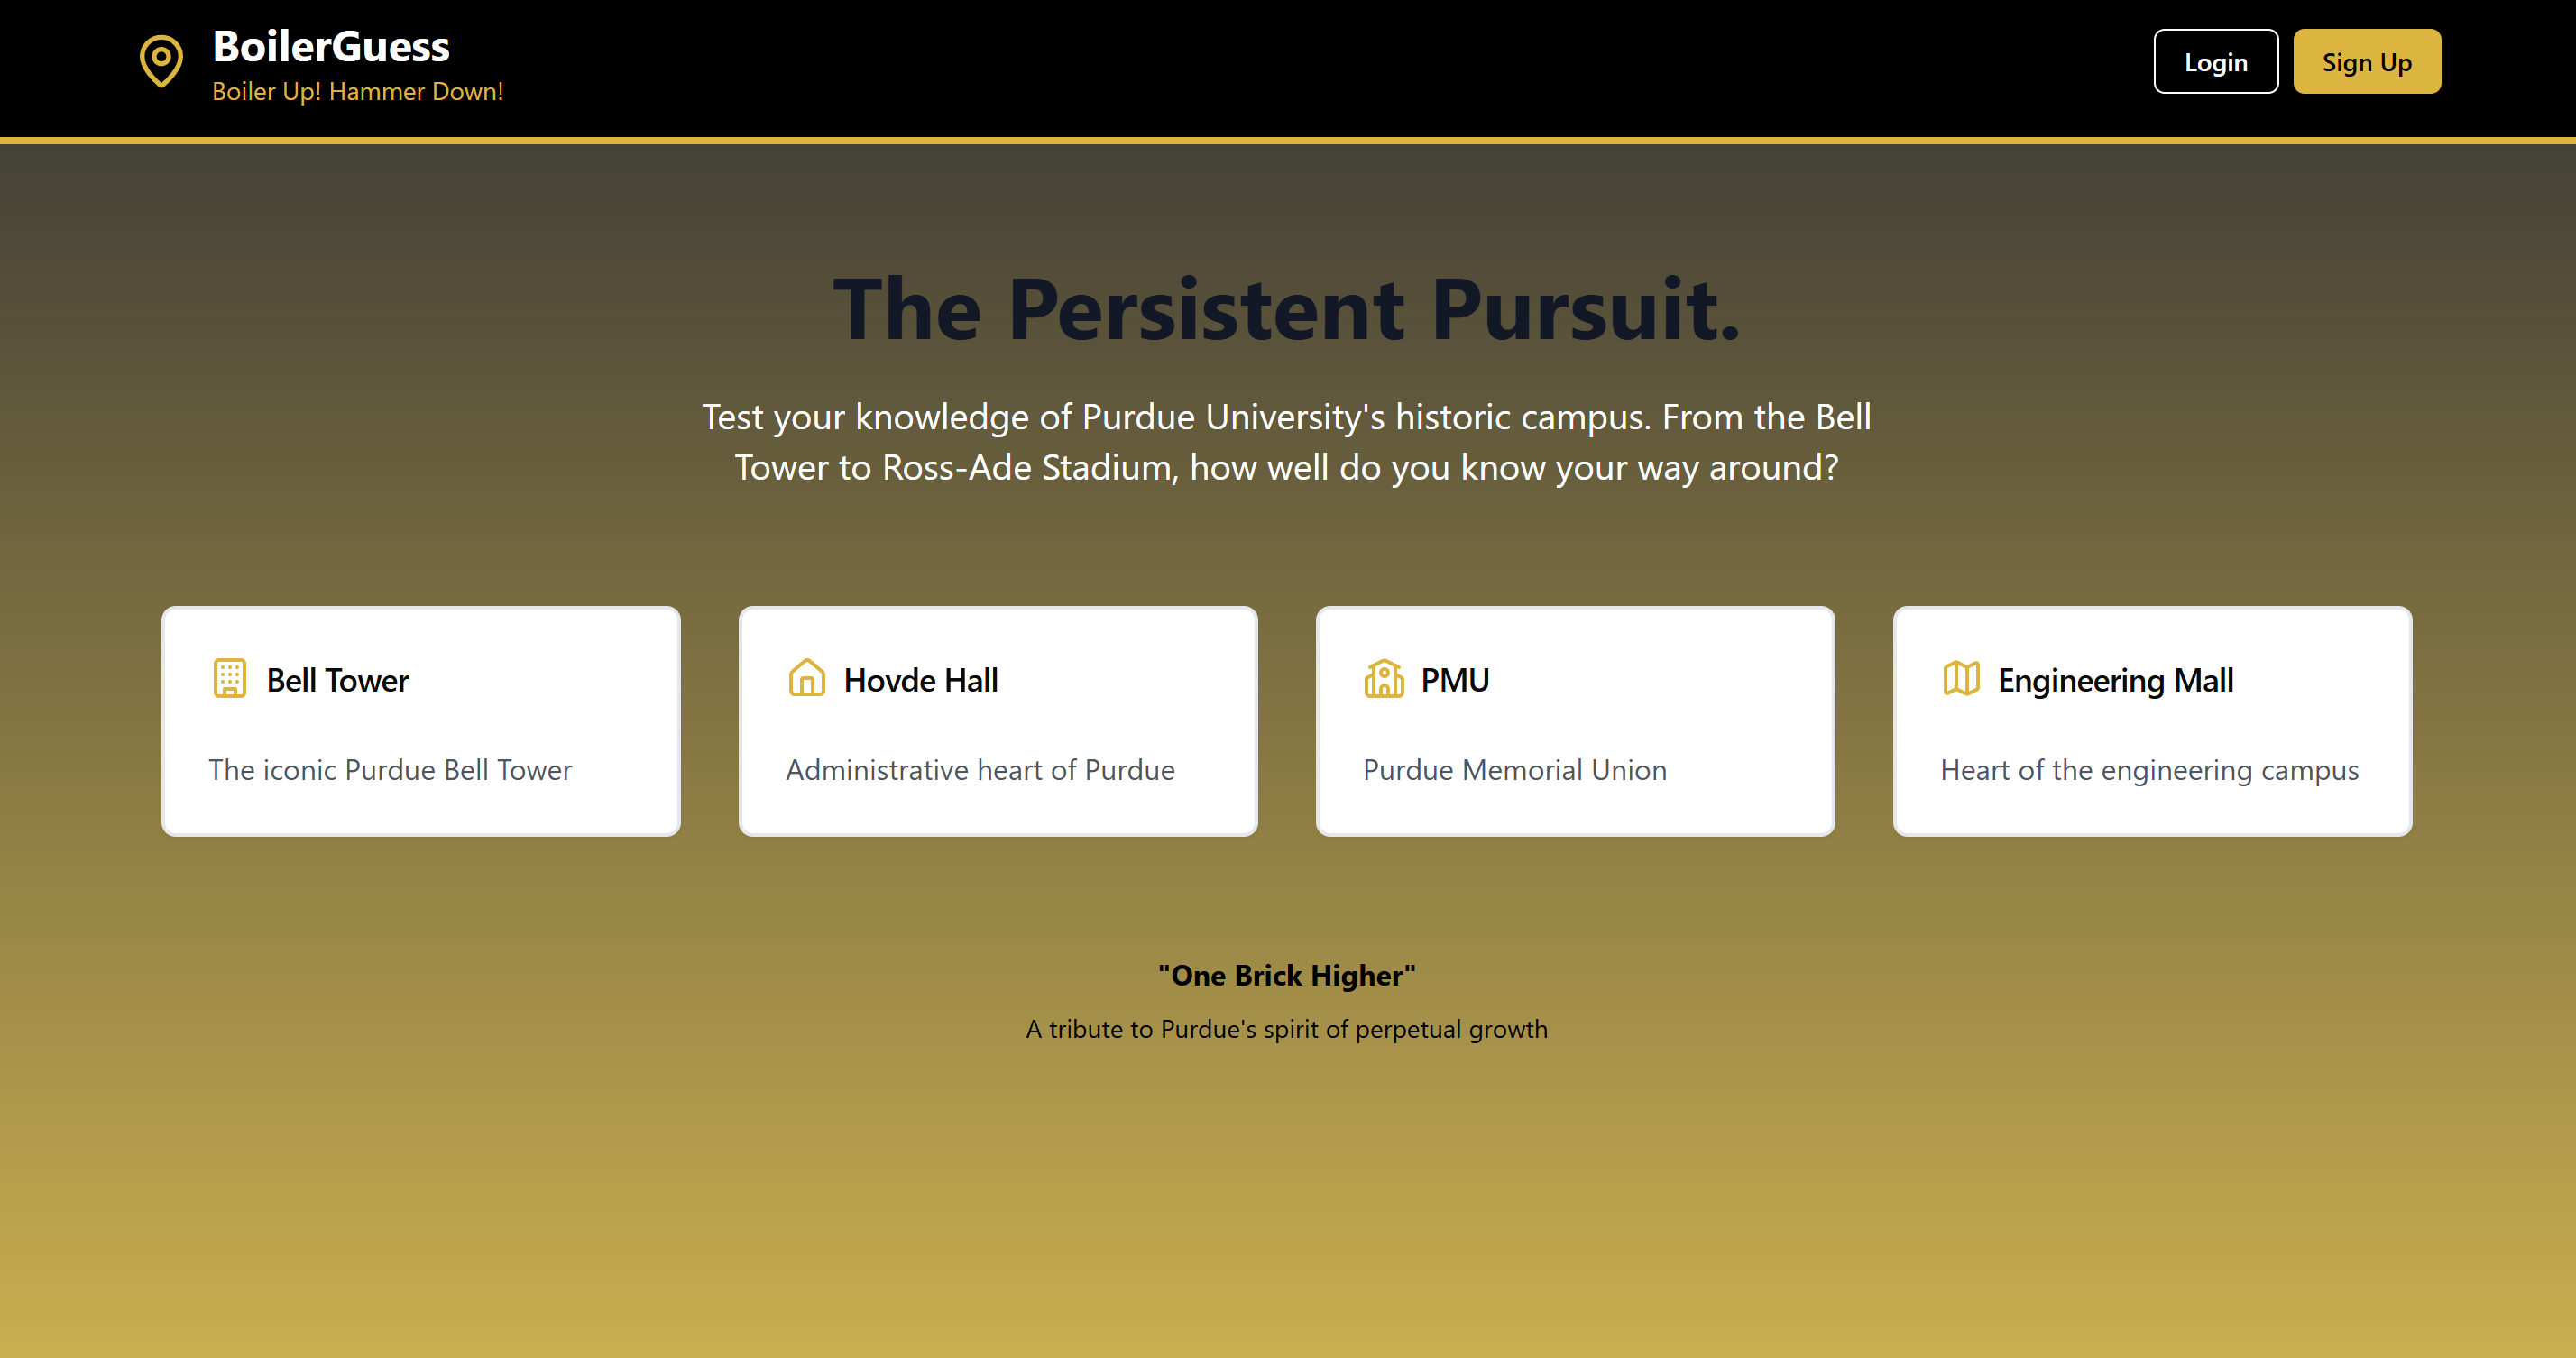 BoilerGuess
Boiler Up! Hammer Down!
Login
Sign Up
The Persistent Pursuit.
Test your knowledge of Purdue University's historic campus. From the Bell
Tower to Ross-Ade Stadium, how well do you know your way around?
Bell Tower
The iconic Purdue Bell Tower
Hovde Hall
Administrative heart of Purdue
PMU
Purdue Memorial Union
Engineering Mall
Heart of the engineering campus
"One Brick Higher"
A tribute to Purdue's spirit of perpetual growth